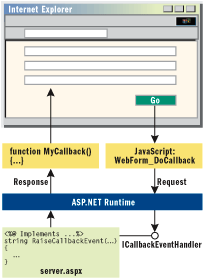 Internet Explorer
Go
function MyCallback()
{...}
JavaScript:
WebForm_DoCallback
Response
Request
ASP.NET Runtime
<%@ Implements ...%>
string RaiseCallbackEvent(...)
{
...
}
ICallbackEventHandler
server.aspx